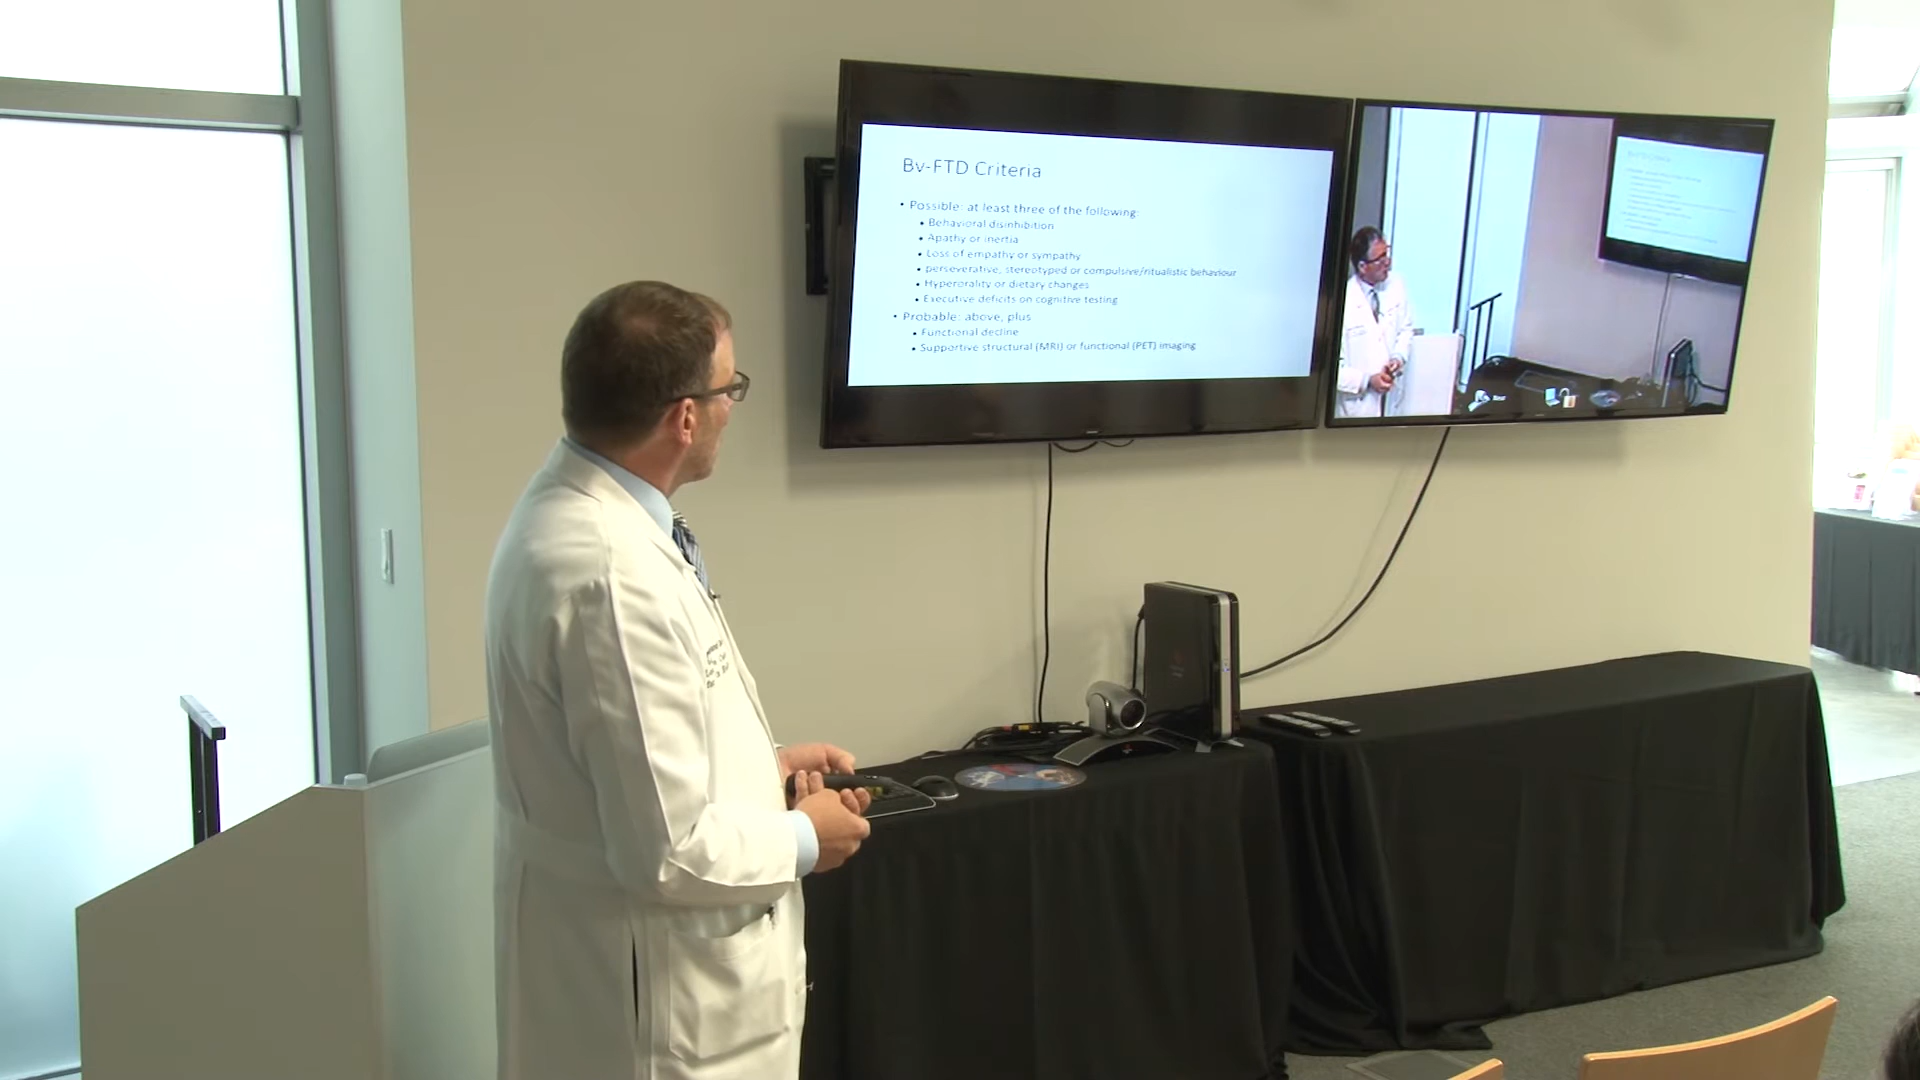 Bv-FTD Criteria
• Possible: at least three of the following:
• Behavioral disinhibition
• Apathy or inertia
• Loss of empathy or sympathy
• perseverative, stereotyped or compulsive/ritualistic behaviour
• Hyperorality or dietary changes
• Executive deficits on cognitive testing
• Probable: above, plus
• Functional decline
• Supportive structural (MRI) or functional (PET) imaging